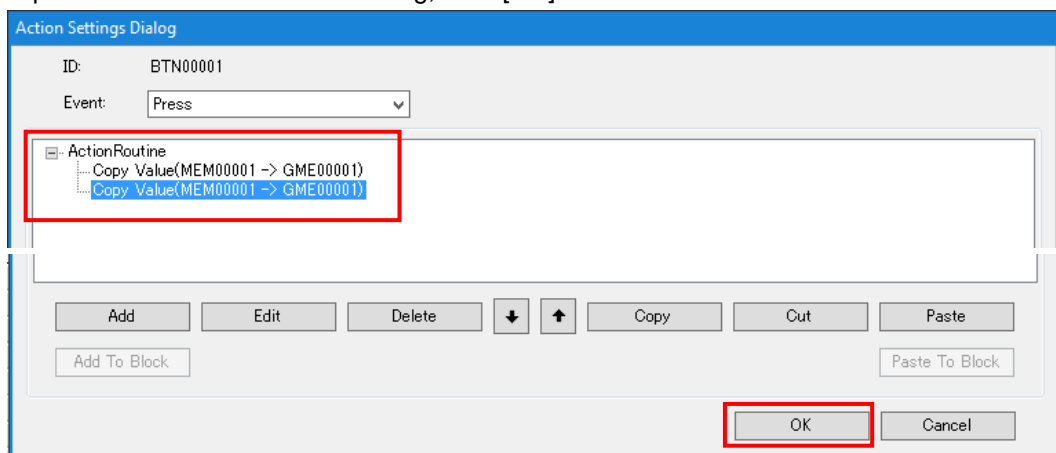 Action Settings Dialog
ID: BTN00001
Event: Press
ActionRoutine
Copy Value(MEM00001 -> GME00001)
Copy Value(MEM00001 -> GME00001)
Add Edit Delete Copy Cut Paste
Add To Block Paste To Block
OK Cancel